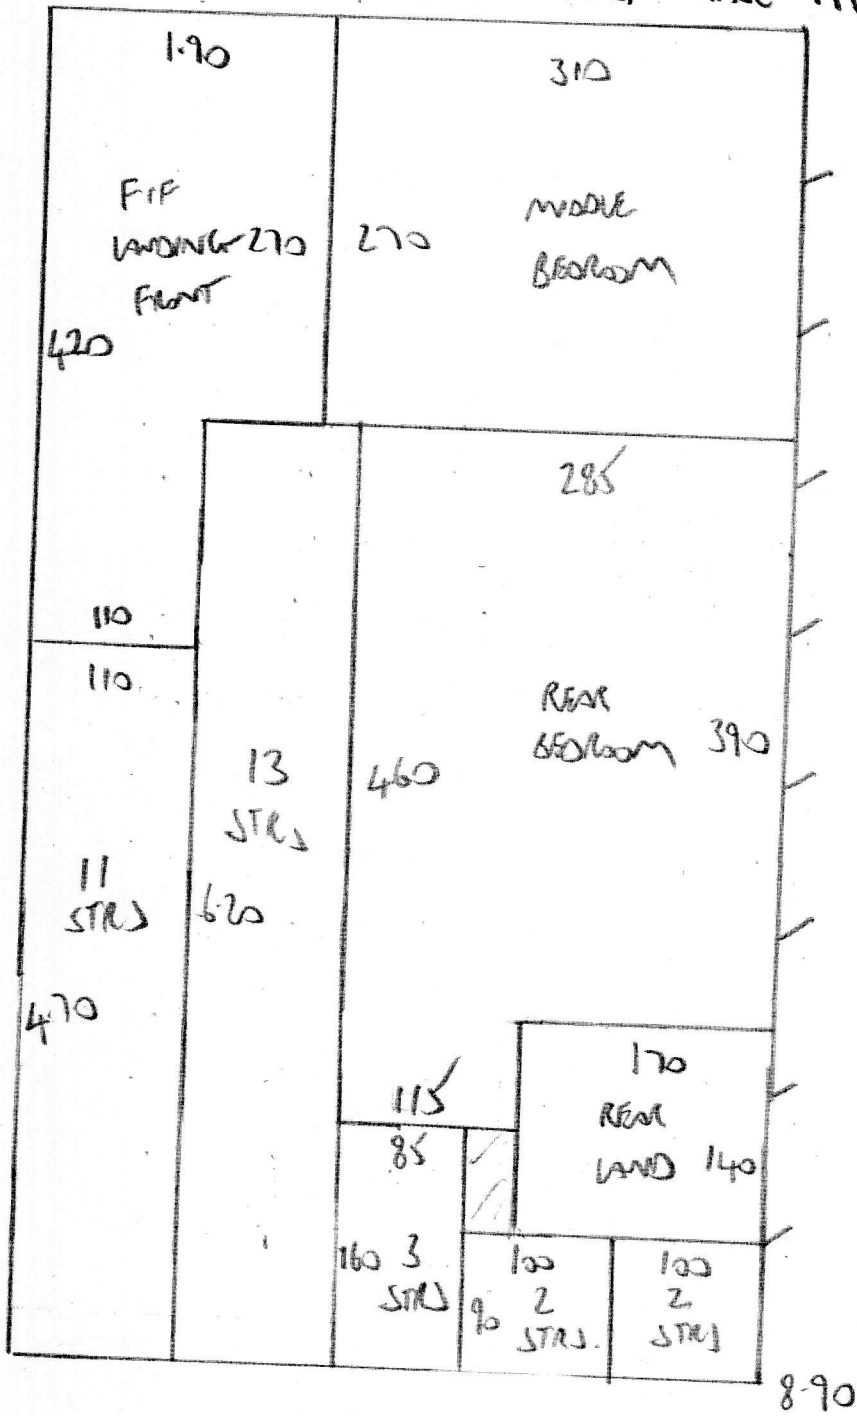 1.90
310
F/F
LANDING 270
FRONT
270
MIDDLE
BEDROOM
420
285
110
110
REAR
BEDROOM 390
13
STRS
460
11
STRS
6.20
4.70
115
85
170
REAR
LAND 140
160 3
STRS
100
2
STRS.
90
100
2
STRS
8.90